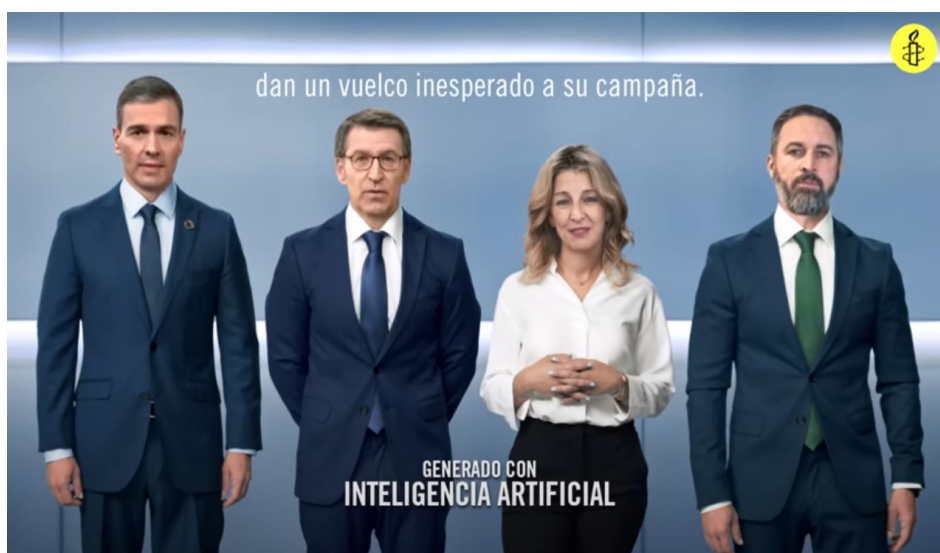 dan un vuelco inesperado a su campaña.
GENERADO CON
INTELIGENCIA ARTIFICIAL